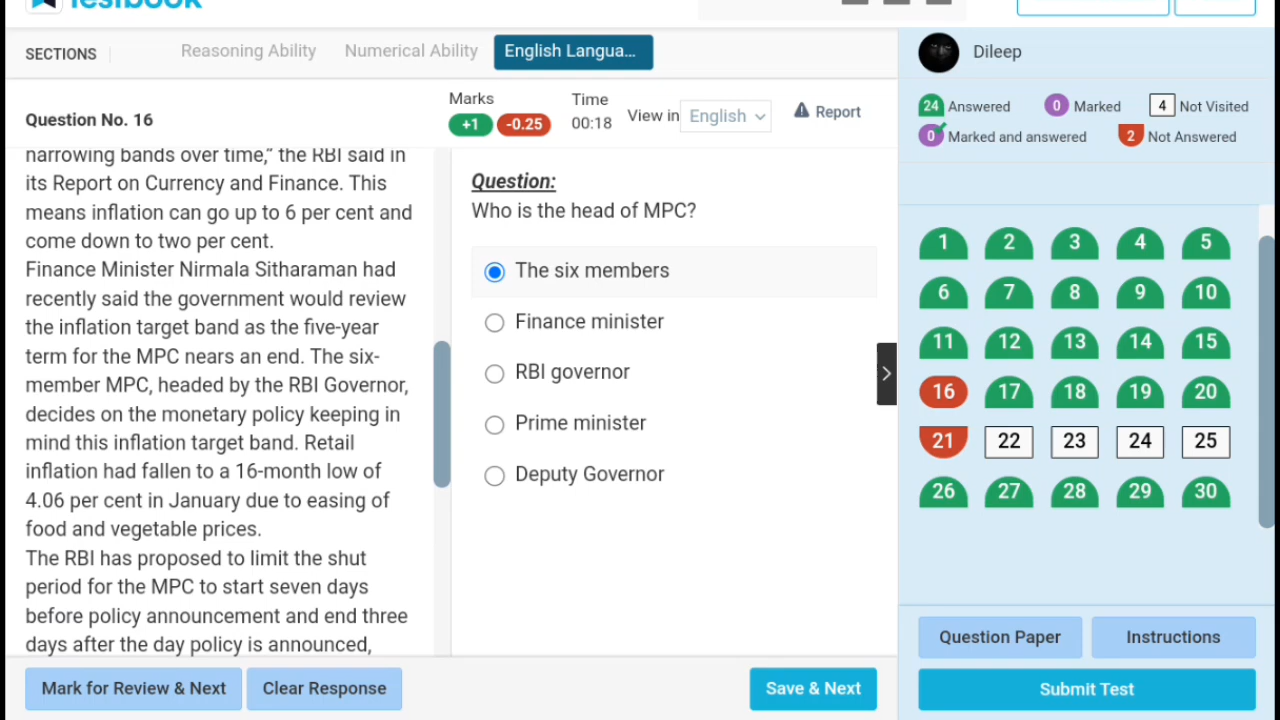 SECTIONS
Reasoning Ability
Numerical Ability
English Langua...
Dileep
Question No. 16
Marks
+1
-0.25
Time
00:18
View in
English
Report
24 Answered
0 Marked
4 Not Visited
0 Marked and answered
2 Not Answered
narrowing bands over time,” the RBI said in
its Report on Currency and Finance. This
means inflation can go up to 6 per cent and
come down to two per cent.
Finance Minister Nirmala Sitharaman had
recently said the government would review
the inflation target band as the five-year
term for the MPC nears an end. The six-
member MPC, headed by the RBI Governor,
decides on the monetary policy keeping in
mind this inflation target band. Retail
inflation had fallen to a 16-month low of
4.06 per cent in January due to easing of
food and vegetable prices.
The RBI has proposed to limit the shut
period for the MPC to start seven days
before policy announcement and end three
days after the day policy is announced,
Question:
Who is the head of MPC?
The six members
Finance minister
RBI governor
Prime minister
Deputy Governor
1 2 3 4 5
6 7 8 9 10
11 12 13 14 15
16 17 18 19 20
21 22 23 24 25
26 27 28 29 30
Mark for Review & Next
Clear Response
Save & Next
Question Paper
Instructions
Submit Test